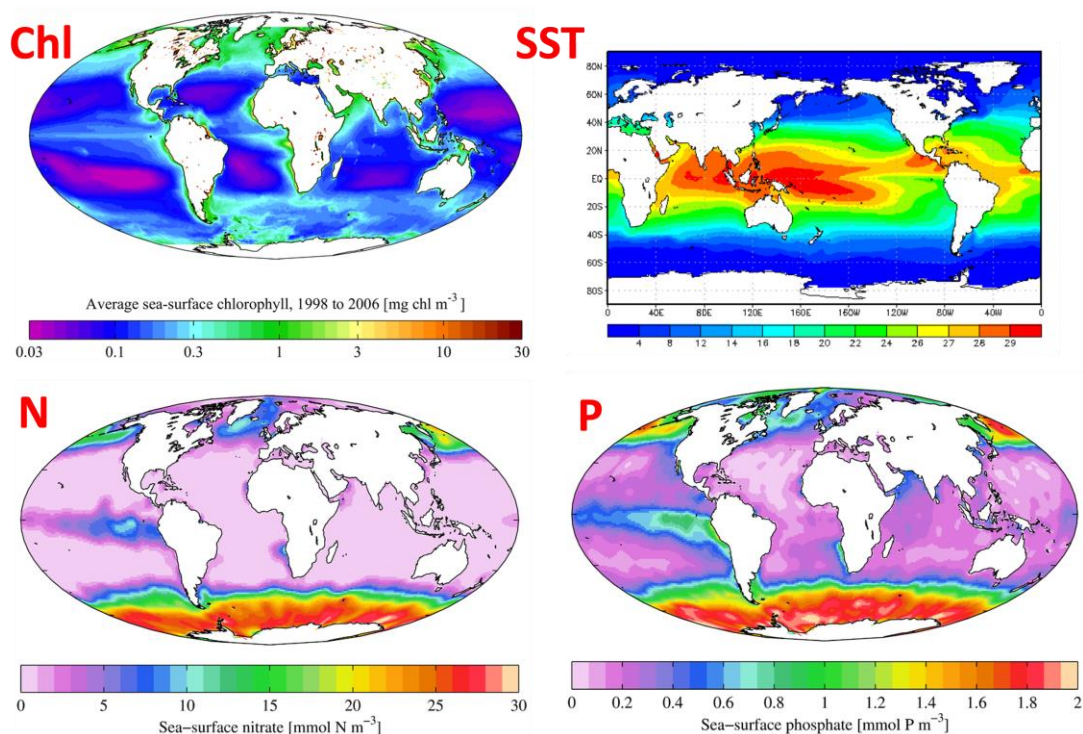 Chl
SST
80N
60N
40N
20N
EQ
20S
40S
60S
80S
0 40E 80E 120E 160E 160W 120W 80W 40W 0
4 8 12 14 16 18 20 22 24 26 27 28 29
Average sea-surface chlorophyll, 1998 to 2006 [mg chl m⁻³]
0.03 0.1 0.3 1 3 10 30
N
P
0 5 10 15 20 25 30
Sea−surface nitrate [mmol N m⁻³]
0 0.2 0.4 0.6 0.8 1 1.2 1.4 1.6 1.8 2
Sea−surface phosphate [mmol P m⁻³]